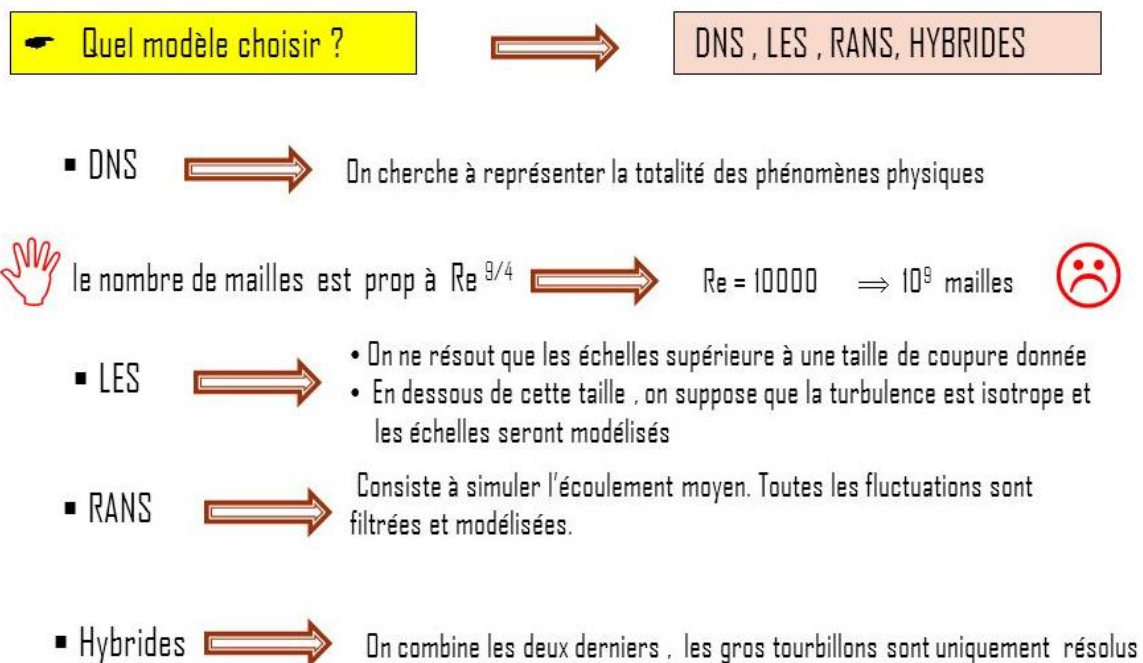 ☛ Quel modèle choisir ?
DNS , LES , RANS, HYBRIDES
▪ DNS
On cherche à représenter la totalité des phénomènes physiques
le nombre de mailles est prop à Re 9/4
Re = 10000 ⇒ 10⁹ mailles
▪ LES
• On ne résout que les échelles supérieure à une taille de coupure donnée
• En dessous de cette taille , on suppose que la turbulence est isotrope et
les échelles seront modélisés
▪ RANS
Consiste à simuler l'écoulement moyen. Toutes les fluctuations sont
filtrées et modélisées.
▪ Hybrides
On combine les deux derniers , les gros tourbillons sont uniquement résolus